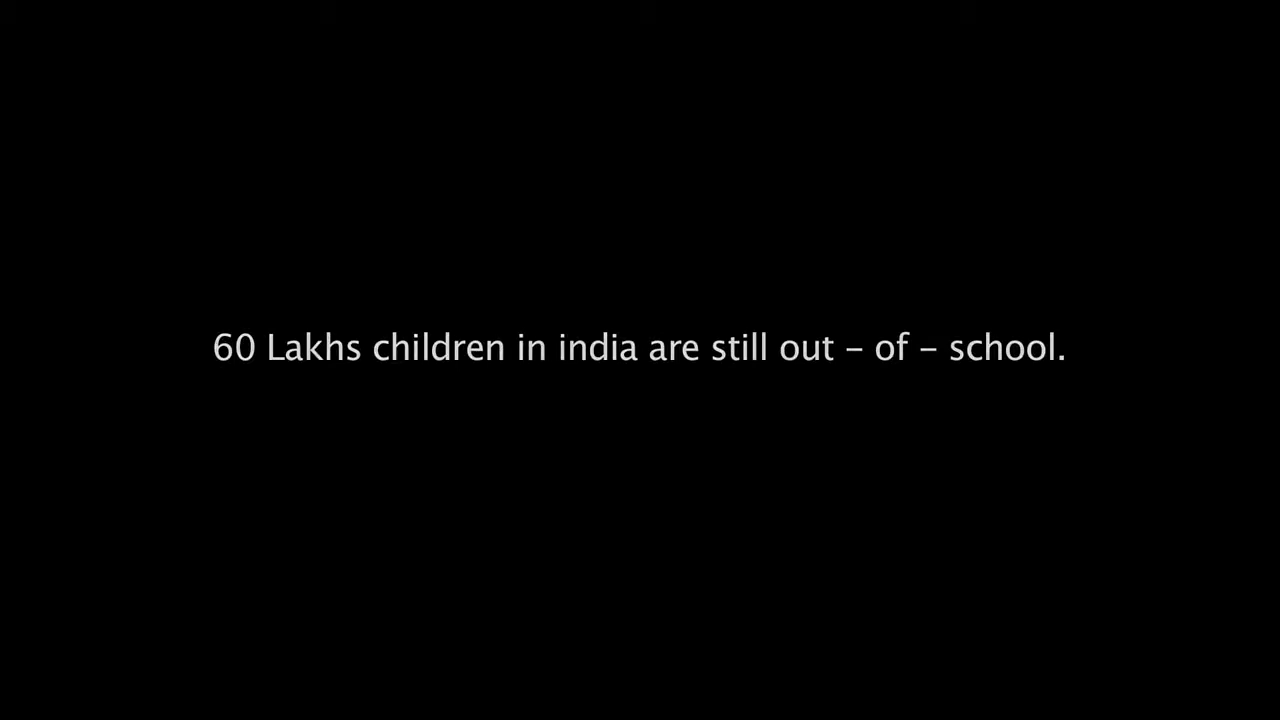 60 Lakhs children in india are still out – of – school.